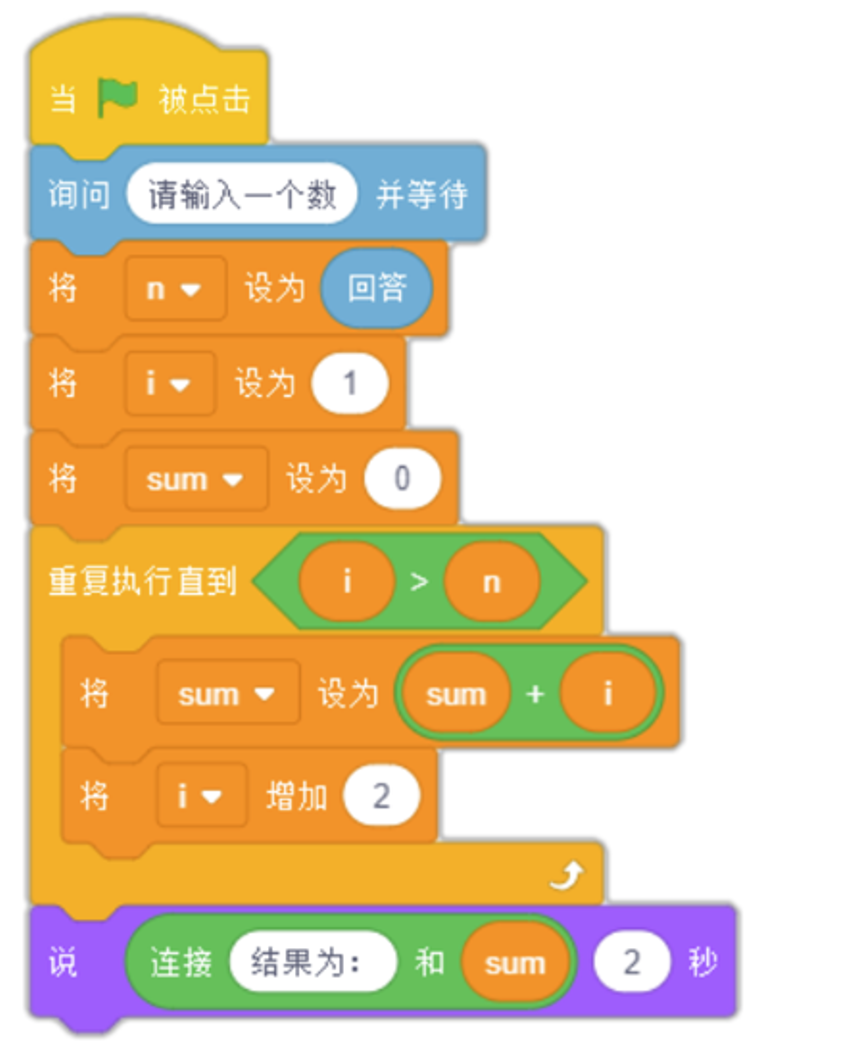 当 被点击
询问 请输入一个数 并等待
将 n 设为 回答
将 i 设为 1
将 sum 设为 0
重复执行直到 i > n
将 sum 设为 sum + i
将 i 增加 2
说 连接 结果为: 和 sum 2 秒